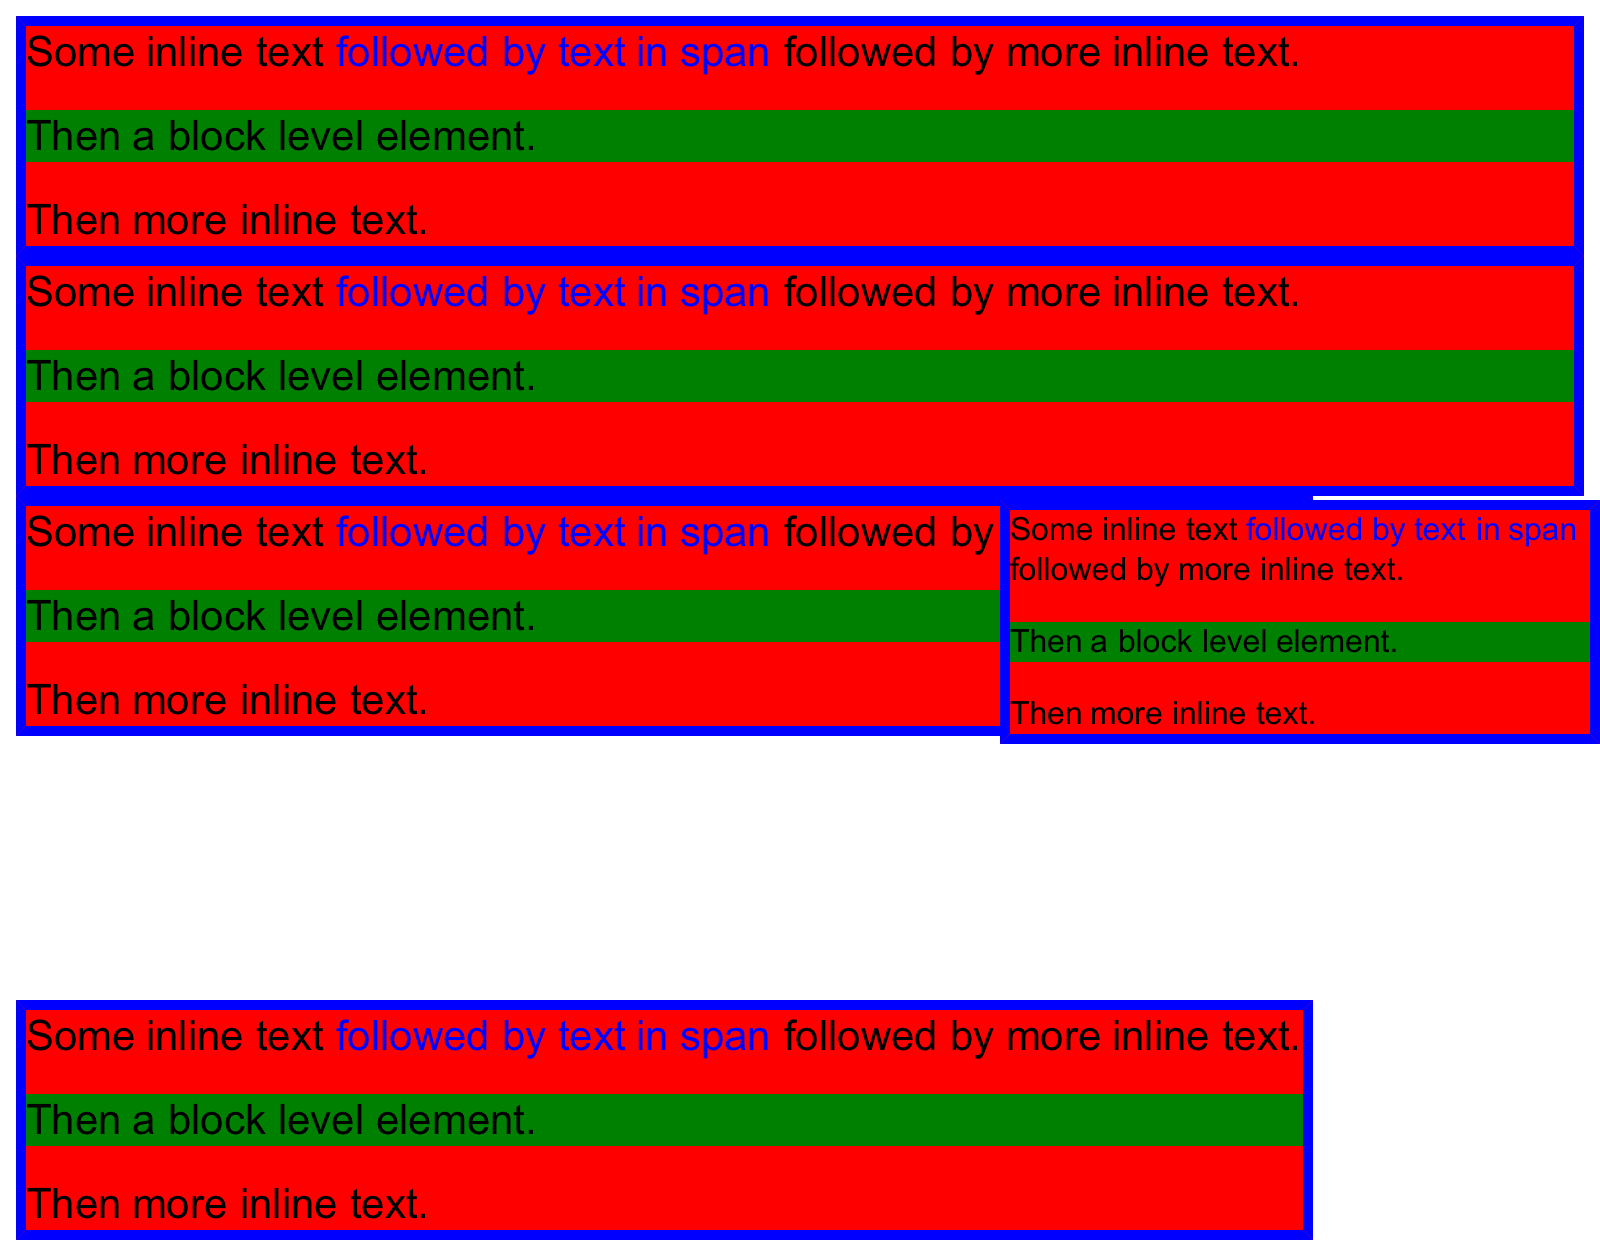 Some inline text followed by text in span followed by more inline text.
Then a block level element.
Then more inline text.
Some inline text followed by text in span followed by more inline text.
Then a block level element.
Then more inline text.
Some inline text followed by text in span followed by
Then a block level element.
Then more inline text.
Some inline text followed by text in span
followed by more inline text.
Then a block level element.
Then more inline text.
Some inline text followed by text in span followed by more inline text.
Then a block level element.
Then more inline text.